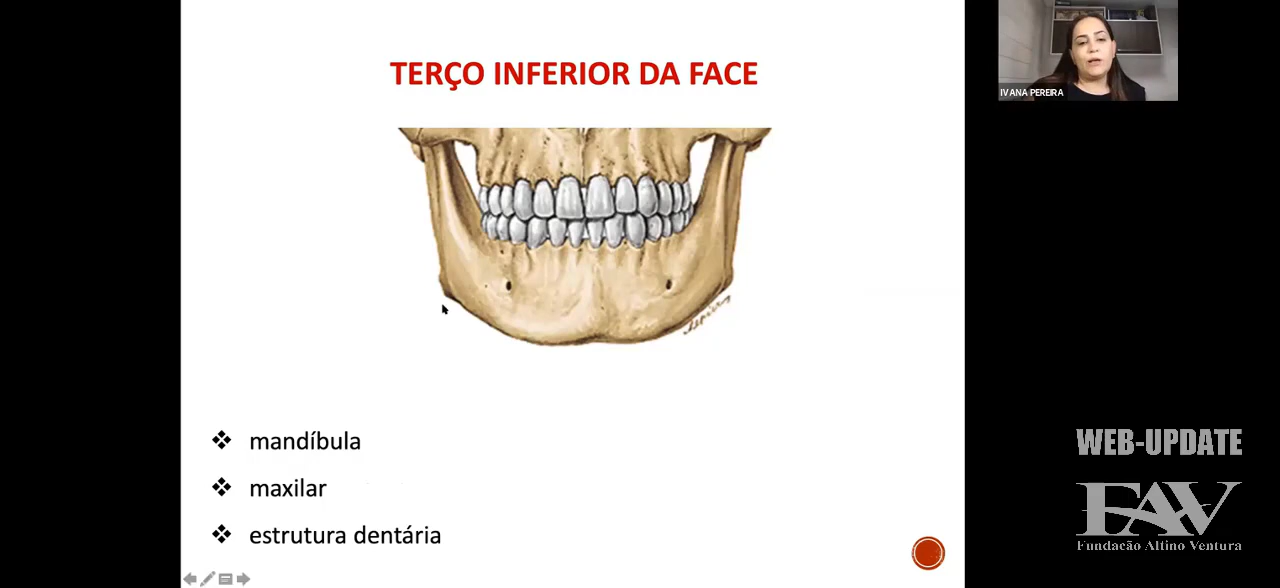 TERÇO INFERIOR DA FACE
IVANA PEREIRA
mandíbula
maxilar
estrutura dentária
WEB-UPDATE
FAV
Fundação Altino Ventura